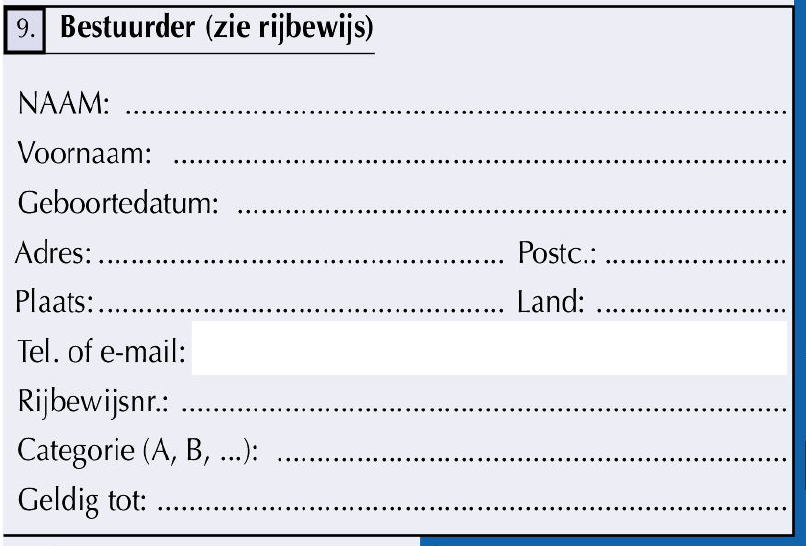 9. Bestuurder (zie rijbewijs)
NAAM: ..........................................................................................
Voornaam: ....................................................................................
Geboortedatum: ............................................................................
Adres: .................................................... Postc.: .......................
Plaats: .................................................... Land: ........................
Tel. of e-mail:
Rijbewijsnr.: ...................................................................................
Categorie (A, B, ...): .......................................................................
Geldig tot: ......................................................................................